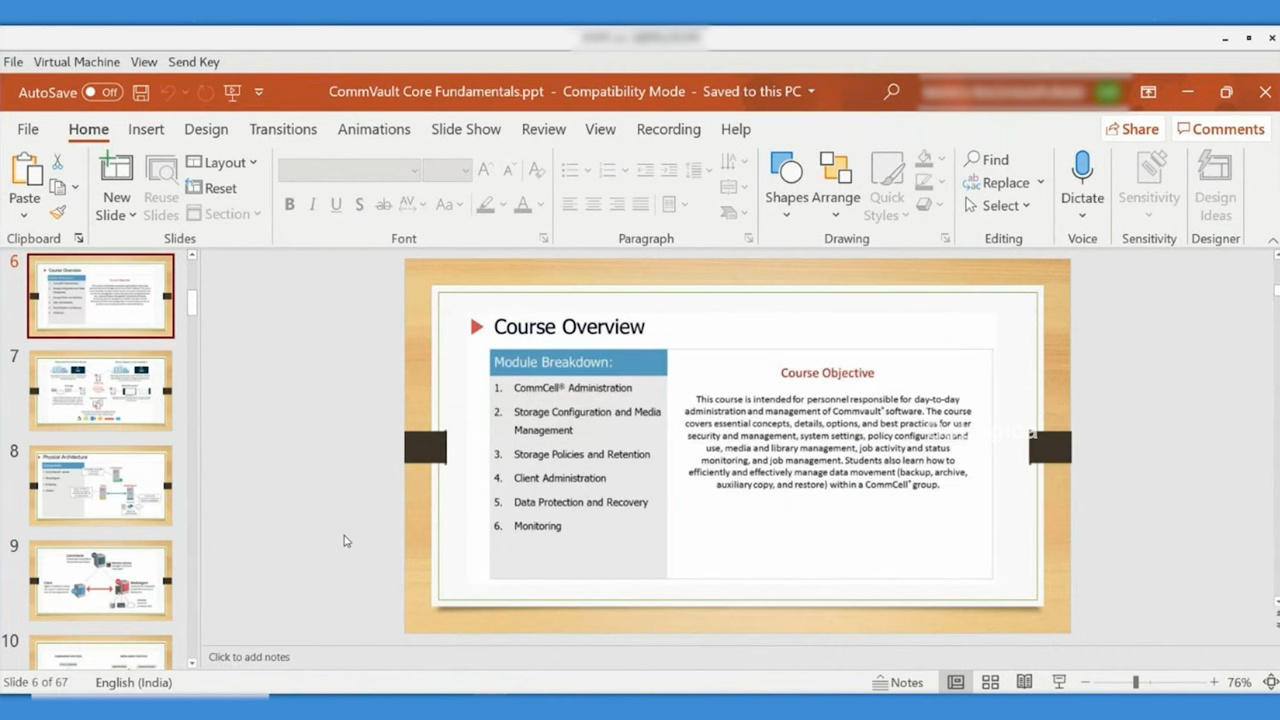 File Virtual Machine View Send Key
AutoSave Off CommVault Core Fundamentals.ppt - Compatibility Mode - Saved to this PC
File Home Insert Design Transitions Animations Slide Show Review View Recording Help Share Comments
Paste New Slide Reuse Slides Layout Reset Section
B I U S ab AV Aa A
Shapes Arrange Quick Styles
Find Replace Select
Dictate Sensitivity Design Ideas
Clipboard Slides Font Paragraph Drawing Editing Voice Sensitivity Designer
6
Course Overview
7
8
Physical Architecture
9
10
Course Overview
Module Breakdown:
1. CommCell® Administration
2. Storage Configuration and Media
Management
3. Storage Policies and Retention
4. Client Administration
5. Data Protection and Recovery
6. Monitoring
Course Objective
This course is intended for personnel responsible for day-to-day
administration and management of Commvault® software. The course
covers essential concepts, details, options, and best practices for user
security and management, system settings, policy configuration and
use, media and library management, job activity and status
monitoring, and job management. Students also learn how to
efficiently and effectively manage data movement (backup, archive,
auxiliary copy, and restore) within a CommCell® group.
Click to add notes
Slide 6 of 67 English (India) Notes 76%